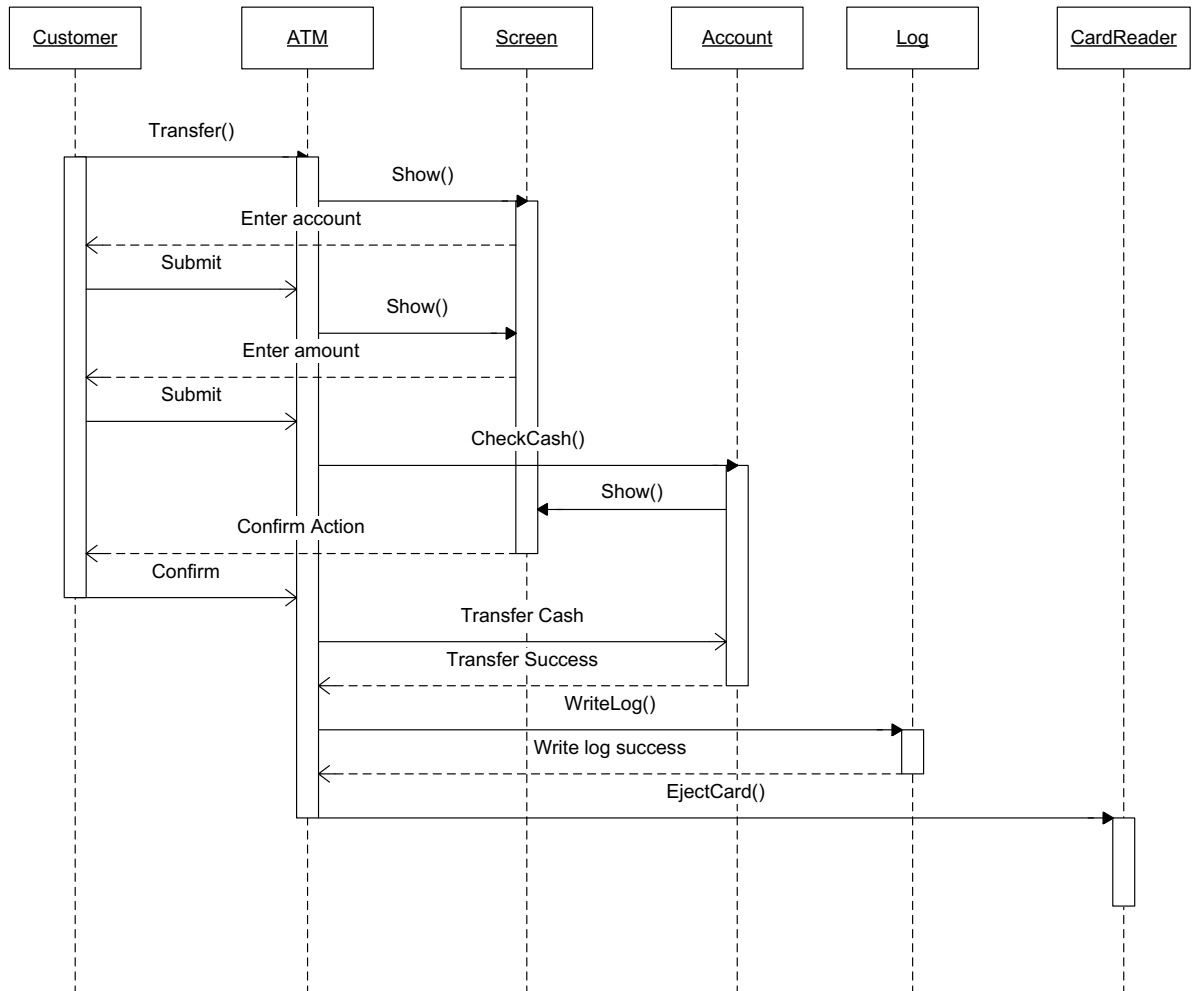 Customer
ATM
Screen
Account
Log
CardReader
Transfer()
Show()
Enter account
Submit
Show()
Enter amount
Submit
CheckCash()
Show()
Confirm Action
Confirm
Transfer Cash
Transfer Success
WriteLog()
Write log success
EjectCard()